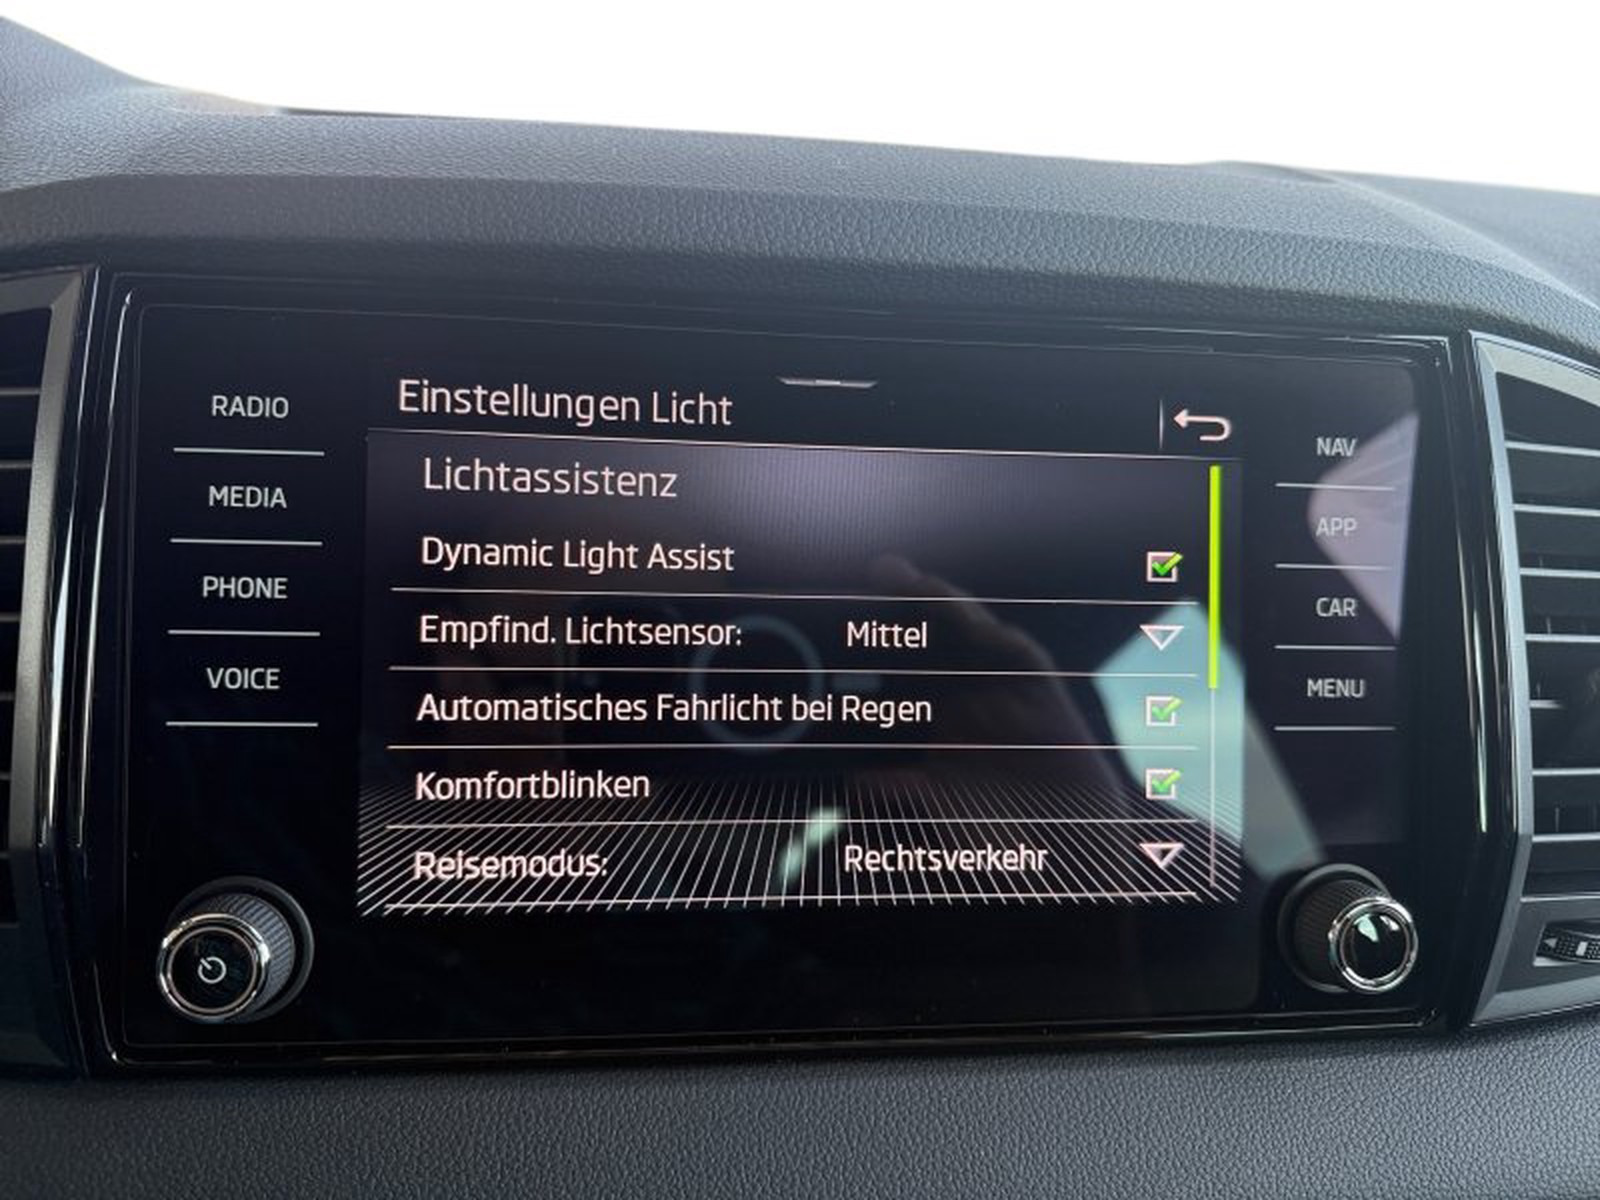 RADIO
MEDIA
PHONE
VOICE
Einstellungen Licht
Lichtassistenz
Dynamic Light Assist
Empfind. Lichtsensor: Mittel
Automatisches Fahrlicht bei Regen
Komfortblinken
Reisemodus: Rechtsverkehr
NAV
APP
CAR
MENU